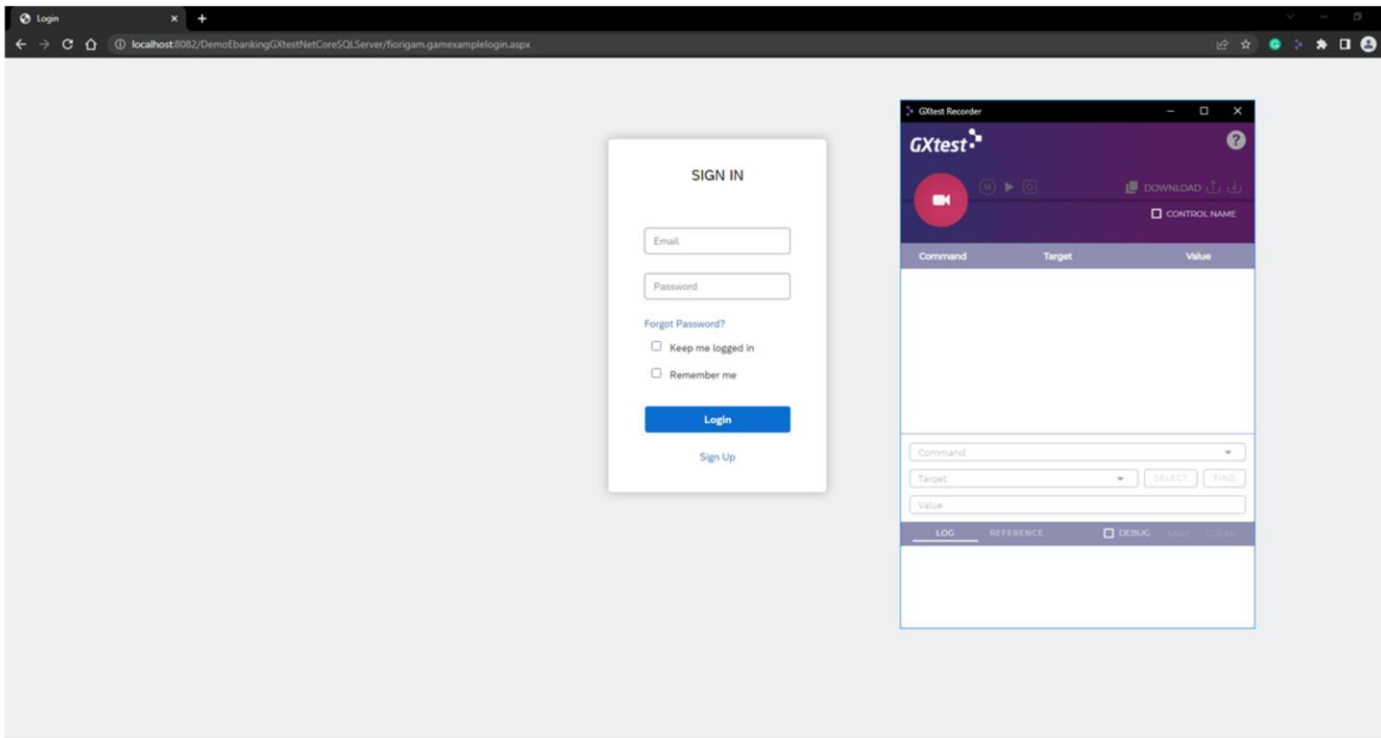 Login
localhost:8082/DemoEbankingGXtestNetCoreSQLServer/fiorigam.gamexamplelogin.aspx
SIGN IN
Email
Password
Forgot Password?
Keep me logged in
Remember me
Login
Sign Up
GXtest Recorder
GXtest
?
DOWNLOAD
CONTROL NAME
Command Target Value
Command
Target SELECT FIND
Value
LOG REFERENCE DEBUG SAVE CLEAR